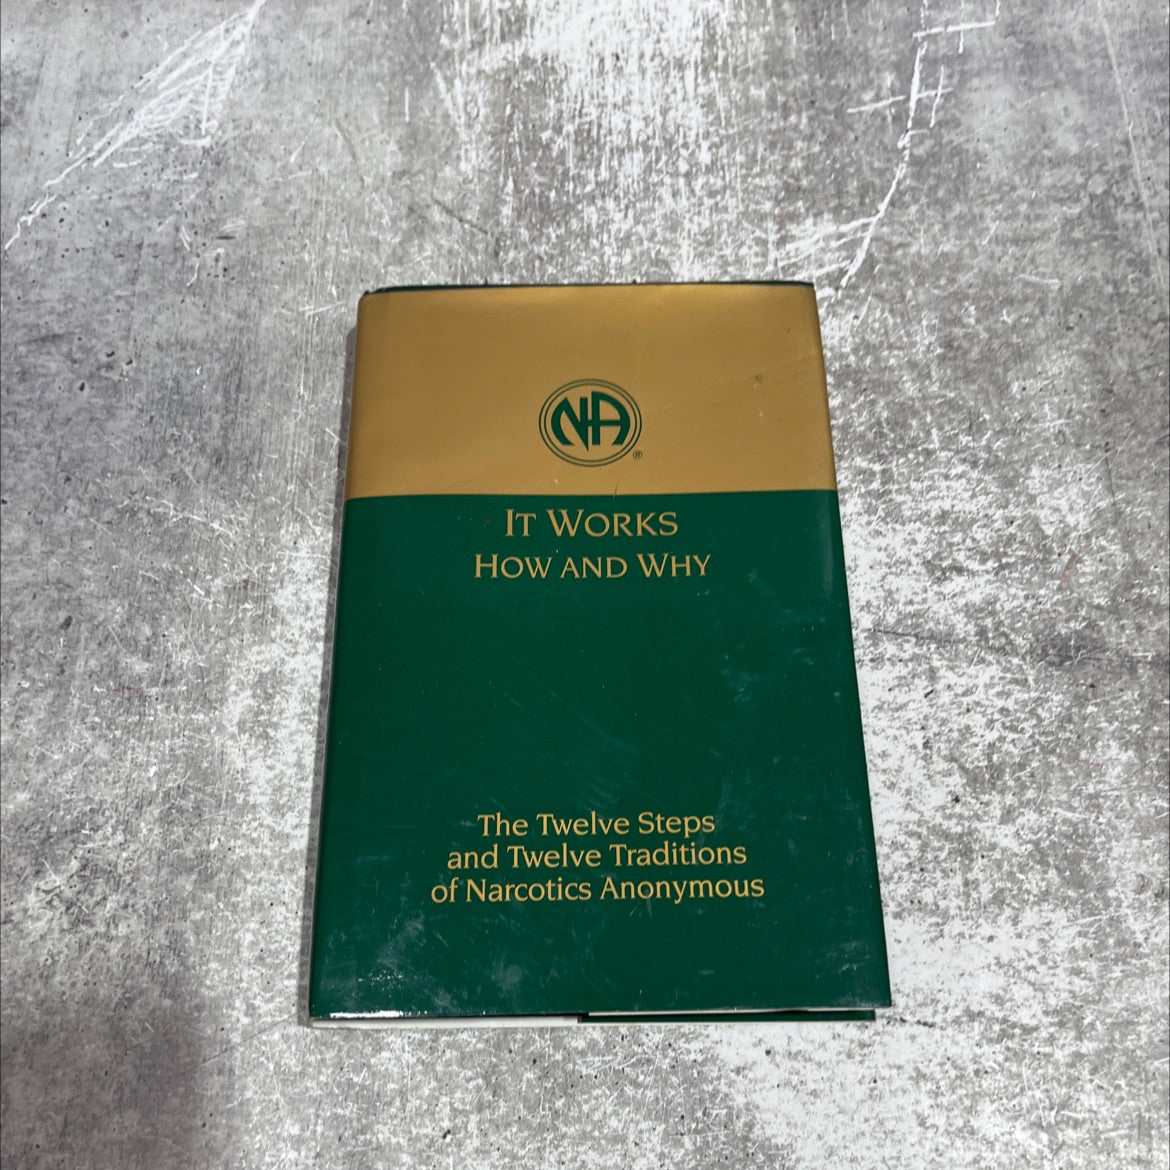 NA
®
IT WORKS
HOW AND WHY
The Twelve Steps
and Twelve Traditions
of Narcotics Anonymous